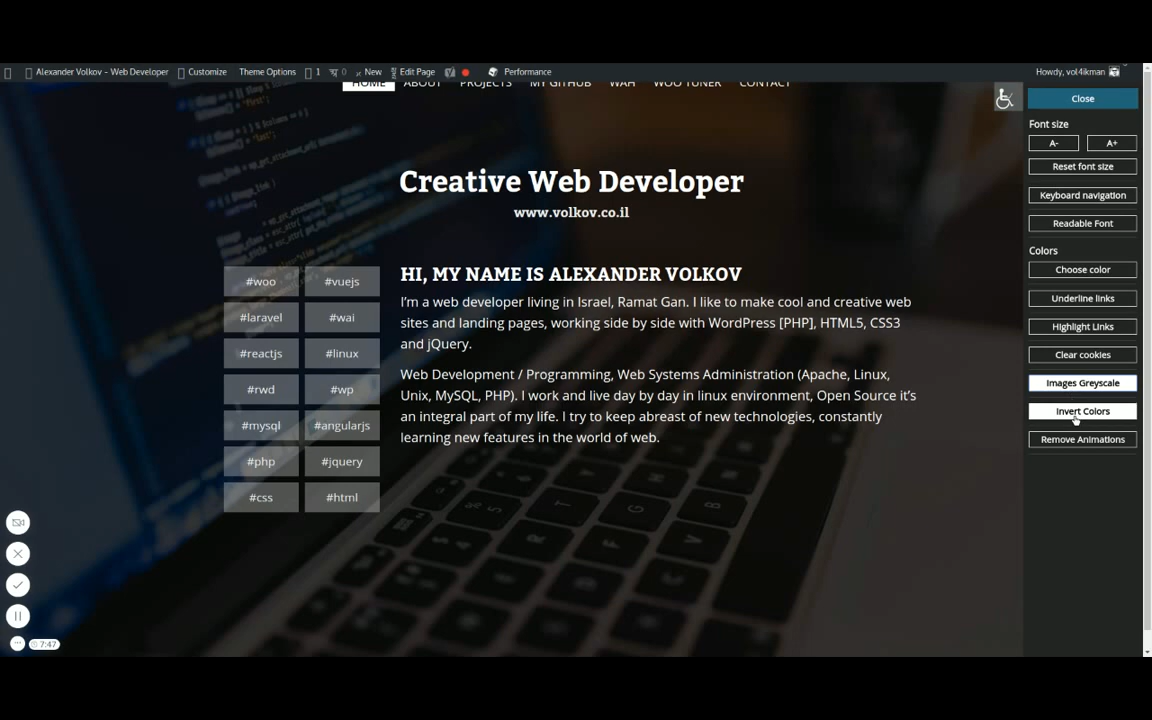 Alexander Volkov - Web Developer Customize Theme Options 1 0 New Edit Page Performance Howdy, vol4ikman
HOME ABOUT PROJECTS MY GITHUB WAH WOO TUNER CONTACT
Creative Web Developer
www.volkov.co.il
#woo #vuejs
#laravel #wai
#reactjs #linux
#rwd #wp
#mysql #angularjs
#php #jquery
#css #html
HI, MY NAME IS ALEXANDER VOLKOV
I'm a web developer living in Israel, Ramat Gan. I like to make cool and creative web
sites and landing pages, working side by side with WordPress [PHP], HTML5, CSS3
and jQuery.
Web Development / Programming, Web Systems Administration (Apache, Linux,
Unix, MySQL, PHP). I work and live day by day in linux environment, Open Source it's
an integral part of my life. I try to keep abreast of new technologies, constantly
learning new features in the world of web.
Close
Font size
A- A+
Reset font size
Keyboard navigation
Readable Font
Colors
Choose color
Underline links
Highlight Links
Clear cookies
Images Greyscale
Invert Colors
Remove Animations
7:47